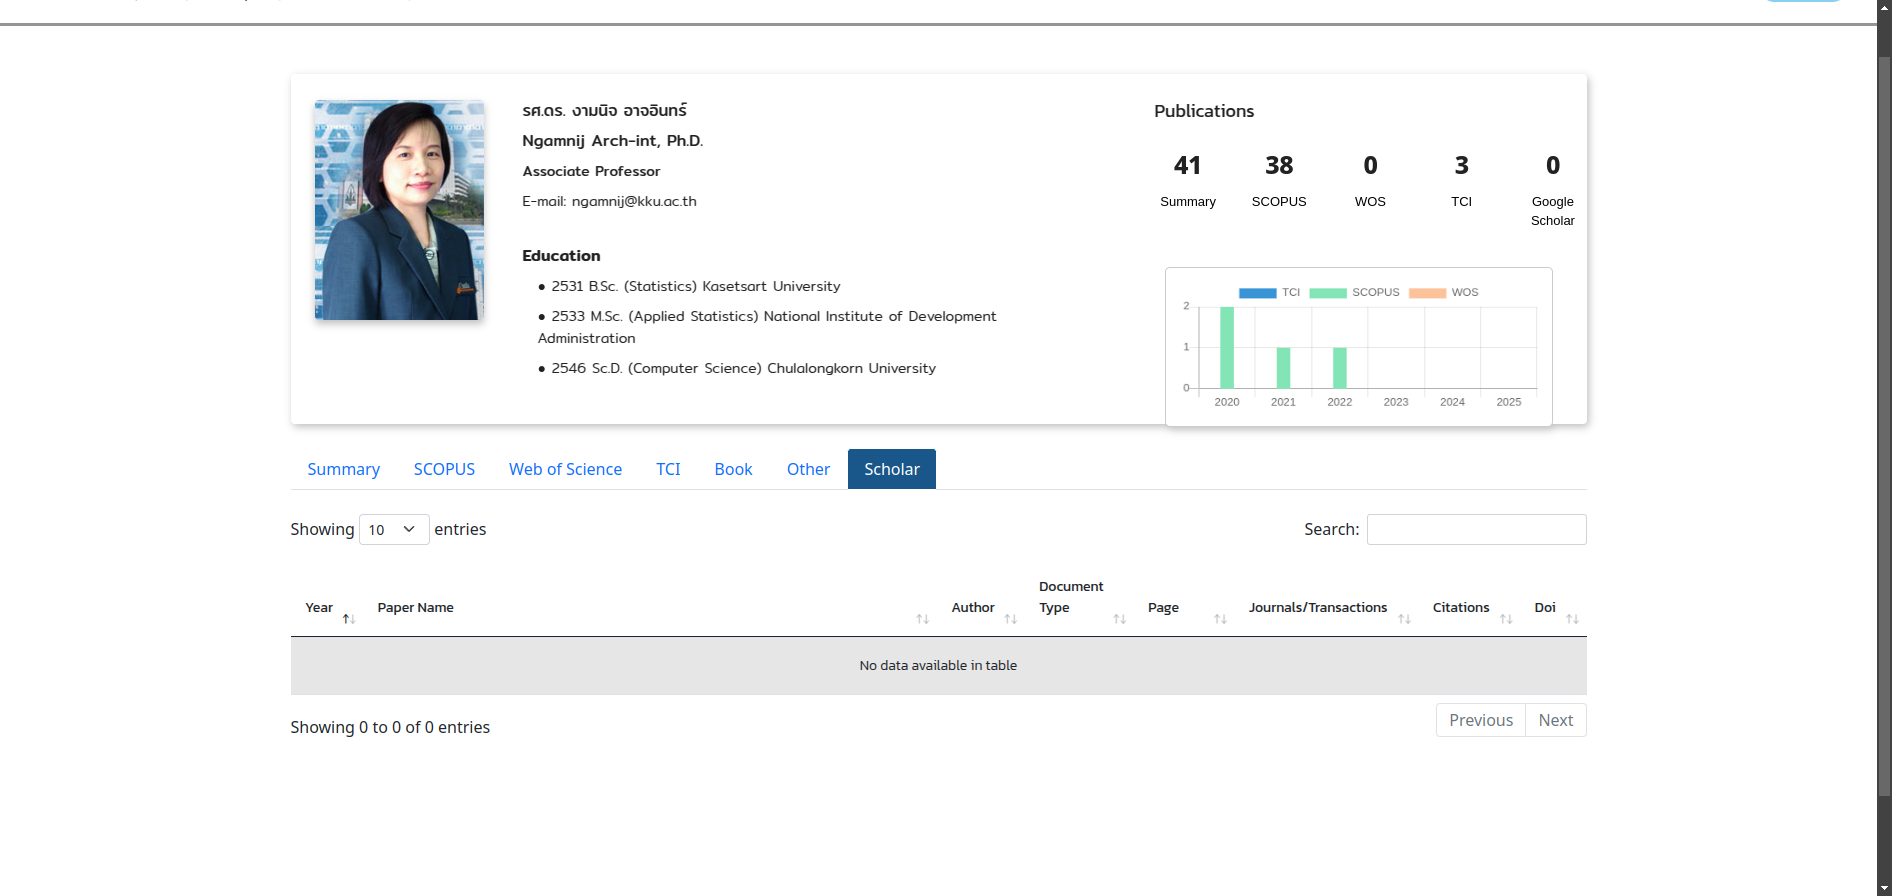 รศ.ดร. งามนิจ อาจอินทร์
Ngamnij Arch-int, Ph.D.
Associate Professor
E-mail: ngamnij@kku.ac.th
Education
● 2531 B.Sc. (Statistics) Kasetsart University
● 2533 M.Sc. (Applied Statistics) National Institute of Development
Administration
● 2546 Sc.D. (Computer Science) Chulalongkorn University
Publications
41 38 0 3 0
Summary SCOPUS WOS TCI Google
Scholar
TCI SCOPUS WOS
2
1
0
2020 2021 2022 2023 2024 2025
Summary SCOPUS Web of Science TCI Book Other Scholar
Showing 10 entries Search:
Year Paper Name Author Document Type Page Journals/Transactions Citations Doi
No data available in table
Showing 0 to 0 of 0 entries
Previous Next